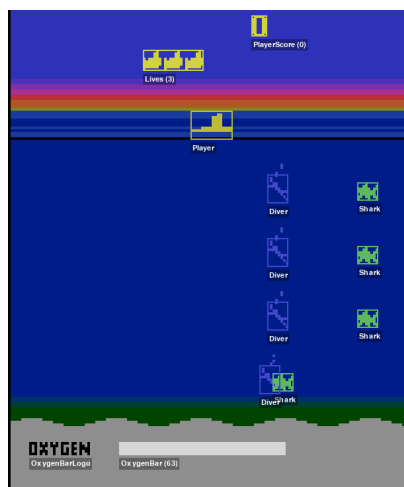 PlayerScore (0)
Lives (3)
Player
Diver
Shark
Diver
Shark
Diver
Shark
Diver
Shark
OXYGEN
OxygenBarLogo
OxygenBar (63)